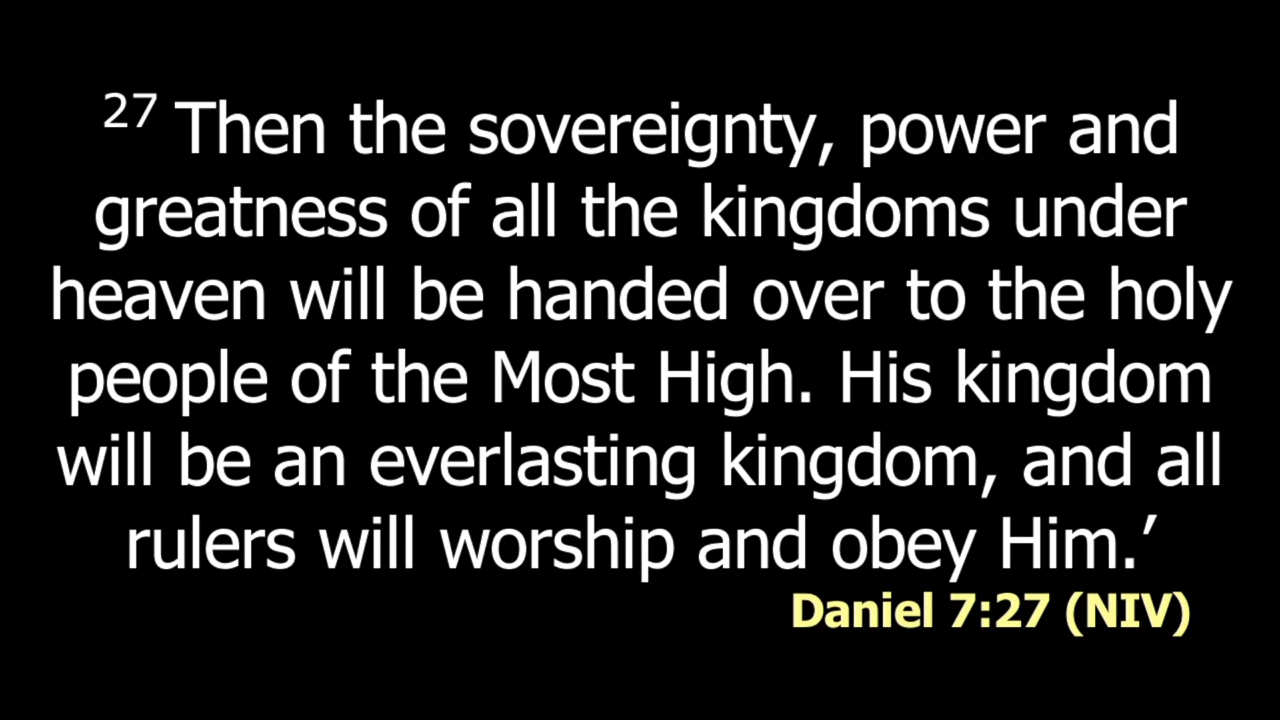 27 Then the sovereignty, power and
greatness of all the kingdoms under
heaven will be handed over to the holy
people of the Most High. His kingdom
will be an everlasting kingdom, and all
rulers will worship and obey Him.’
Daniel 7:27 (NIV)